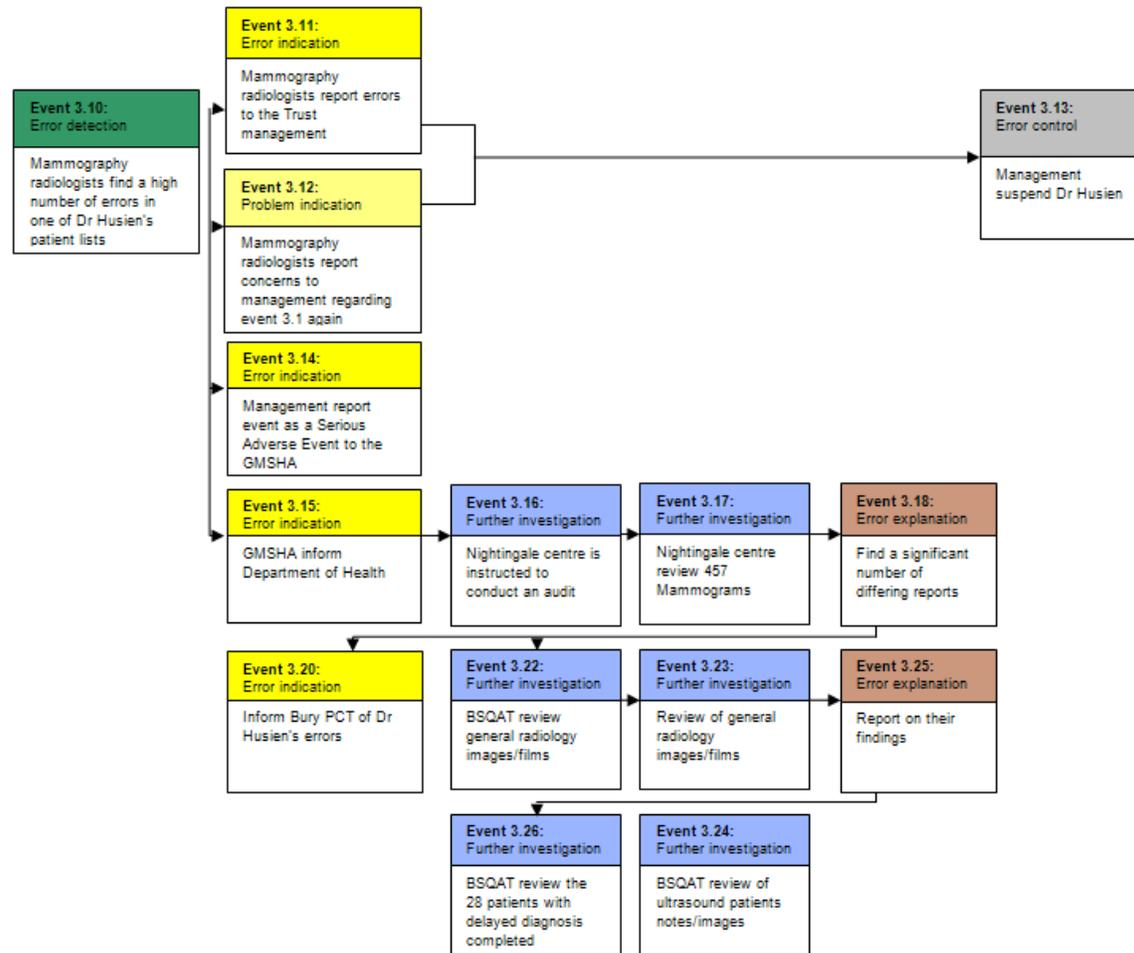 Event 3.11:
Error indication
Mammography
radiologists report errors
to the Trust
management
Event 3.10:
Error detection
Mammography
radiologists find a high
number of errors in
one of Dr Husien's
patient lists
Event 3.13:
Error control
Management
suspend Dr Husien
Event 3.12:
Problem indication
Mammography
radiologists report
concerns to
management regarding
event 3.1 again
Event 3.14:
Error indication
Management report
event as a Serious
Adverse Event to the
GMSHA
Event 3.15:
Error indication
GMSHA inform
Department of Health
Event 3.16:
Further investigation
Nightingale centre is
instructed to
conduct an audit
Event 3.17:
Further investigation
Nightingale centre
review 457
Mammograms
Event 3.18:
Error explanation
Find a significant
number of
differing reports
Event 3.20:
Error indication
Inform Bury PCT of Dr
Husien's errors
Event 3.22:
Further investigation
BSQAT review
general radiology
images/films
Event 3.23:
Further investigation
Review of general
radiology
images/films
Event 3.25:
Error explanation
Report on their
findings
Event 3.26:
Further investigation
BSQAT review the
28 patients with
delayed diagnosis
completed
Event 3.24:
Further investigation
BSQAT review of
ultrasound patients
notes/images